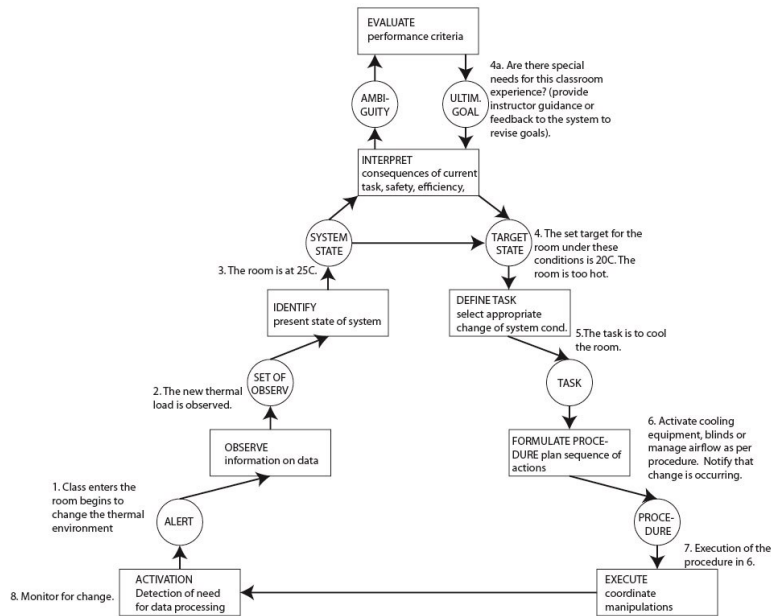 EVALUATE
performance criteria
AMBI-
GUITY
ULTIM.
GOAL
4a. Are there special
needs for this classroom
experience? (provide
instructor guidance or
feedback to the system to
revise goals).
INTERPRET
consequences of current
task, safety, efficiency,
SYSTEM
STATE
TARGET
STATE
4. The set target for the
room under these
conditions is 20C. The
room is too hot.
3. The room is at 25C.
IDENTIFY
present state of system
DEFINE TASK
select appropriate
change of system cond.
5.The task is to cool
the room.
2. The new thermal
load is observed.
SET OF
OBSERV
TASK
OBSERVE
information on data
FORMULATE PROCE-
DURE plan sequence of
actions
6. Activate cooling
equipment, blinds or
manage airflow as per
procedure. Notify that
change is occurring.
1. Class enters the
room begins to
change the thermal
environment
ALERT
PROCE-
DURE
7. Execution of the
procedure in 6.
8. Monitor for change.
ACTIVATION
Detection of need
for data processing
EXECUTE
coordinate
manipulations